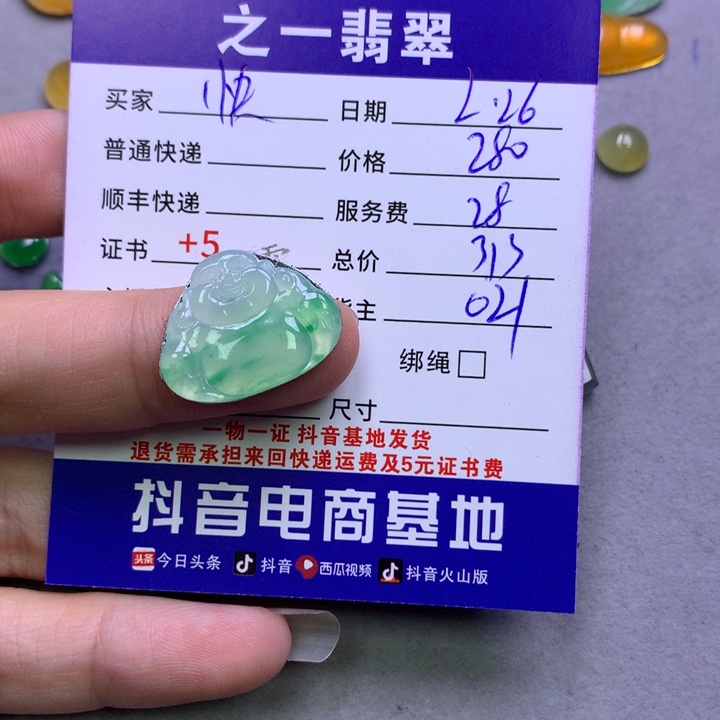 之一翡翠
买家 快 日期 2.26
普通快递 价格 280
顺丰快递 服务费 28
证书 +5 总价 313
货主 021
绑绳
尺寸
一物一证 抖音基地发货
退货需承担来回快递运费及5元证书费
抖音电商基地
头条 今日头条 抖音 西瓜视频 抖音火山版